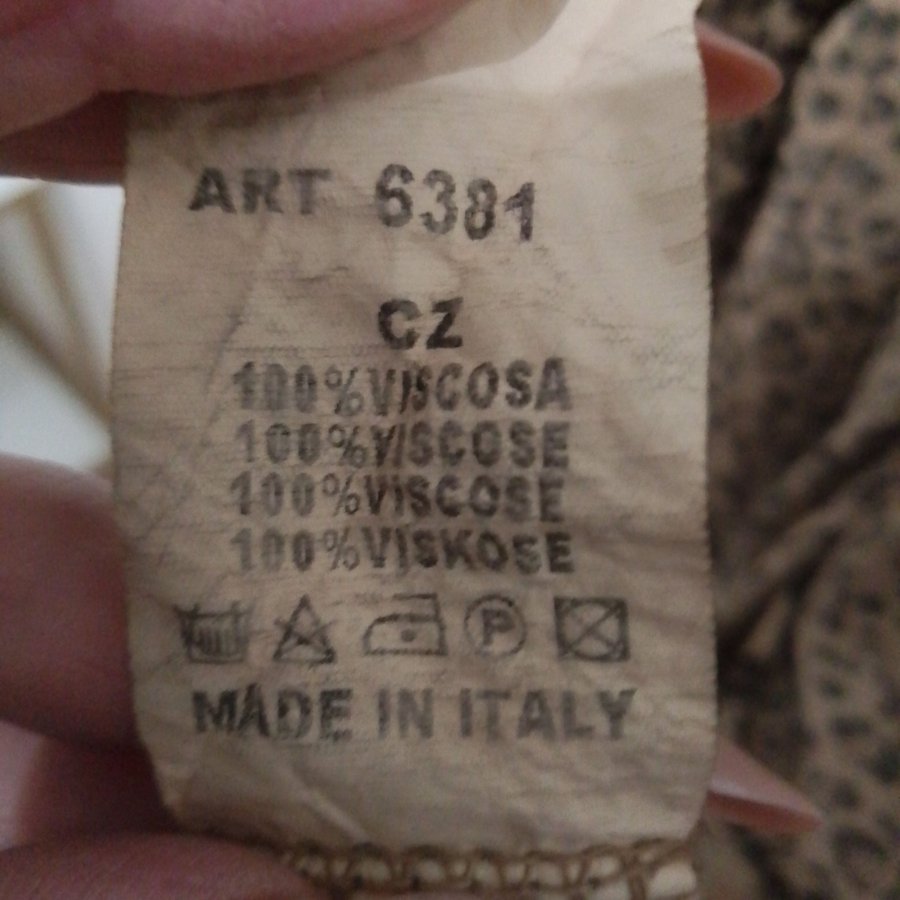 ART 6381
CZ
100%VISCOSA
100%VISCOSE
100%VISCOSE
100%VISKOSE
P
MADE IN ITALY